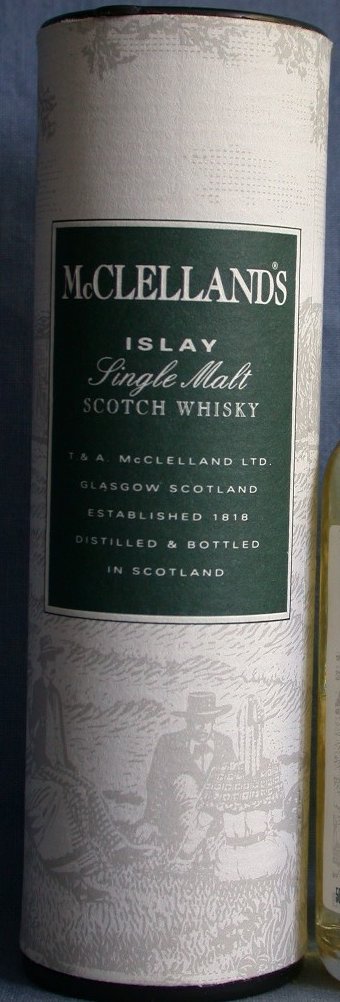 McCLELLAND'S®
ISLAY
Single Malt
SCOTCH WHISKY
T. & A. McCLELLAND LTD.
GLASGOW SCOTLAND
ESTABLISHED 1818
DISTILLED & BOTTLED
IN SCOTLAND